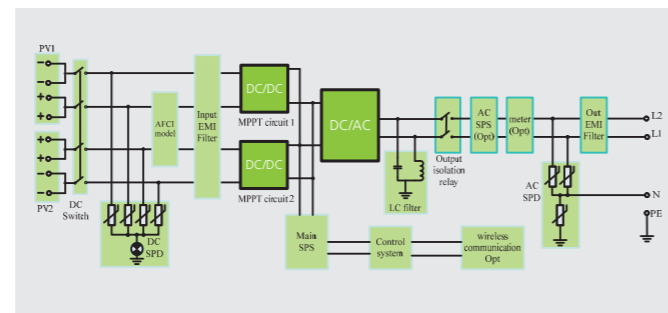 PV1
−
−
+
+
+
+
−
−
PV2
DC
Switch
AFCI
model
DC
SPD
Input
EMI
Filter
DC/DC
MPPT circuit 1
DC/DC
MPPT circuit 2
Main
SPS
DC/AC
LC filter
Control
system
Output
isolation
relay
wireless
communication
Opt
AC
SPS
(Opt)
meter
(Opt)
AC
SPD
Out
EMI
Filter
L2
L1
N
PE